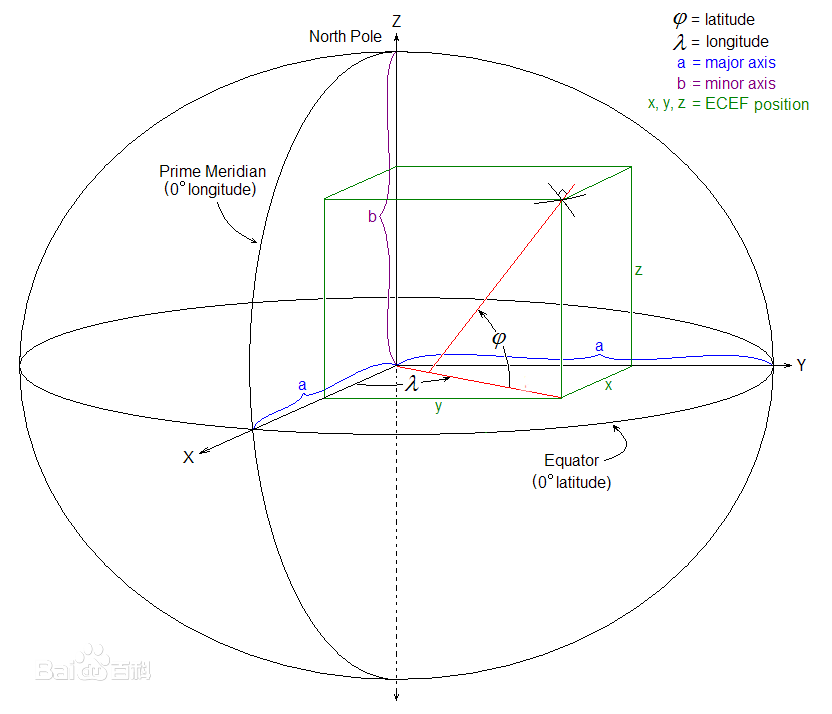 Z
North Pole
φ = latitude
λ = longitude
a = major axis
b = minor axis
x, y, z = ECEF position
Prime Meridian
(0° longitude)
b
z
φ
a
Y
a
λ
x
y
X
Equator
(0° latitude)
Bai百科